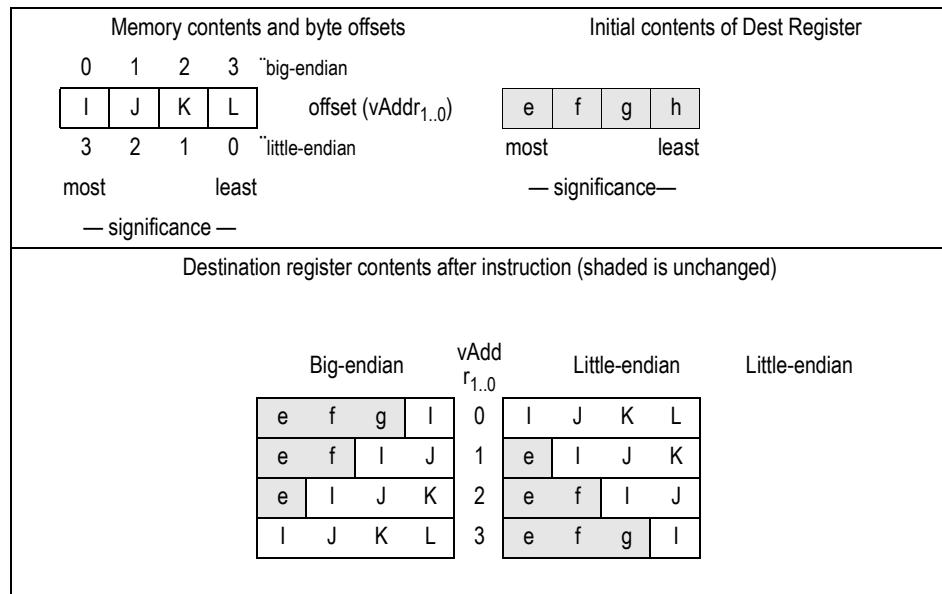 Memory contents and byte offsets Initial contents of Dest Register
0 1 2 3 ¨big-endian
I J K L offset (vAddr1..0) e f g h
3 2 1 0 ¨little-endian most least
most least — significance—
— significance —
Destination register contents after instruction (shaded is unchanged)
Big-endian vAdd
r1..0 Little-endian Little-endian
e f g I 0 I J K L
e f I J 1 e I J K
e I J K 2 e f I J
I J K L 3 e f g I